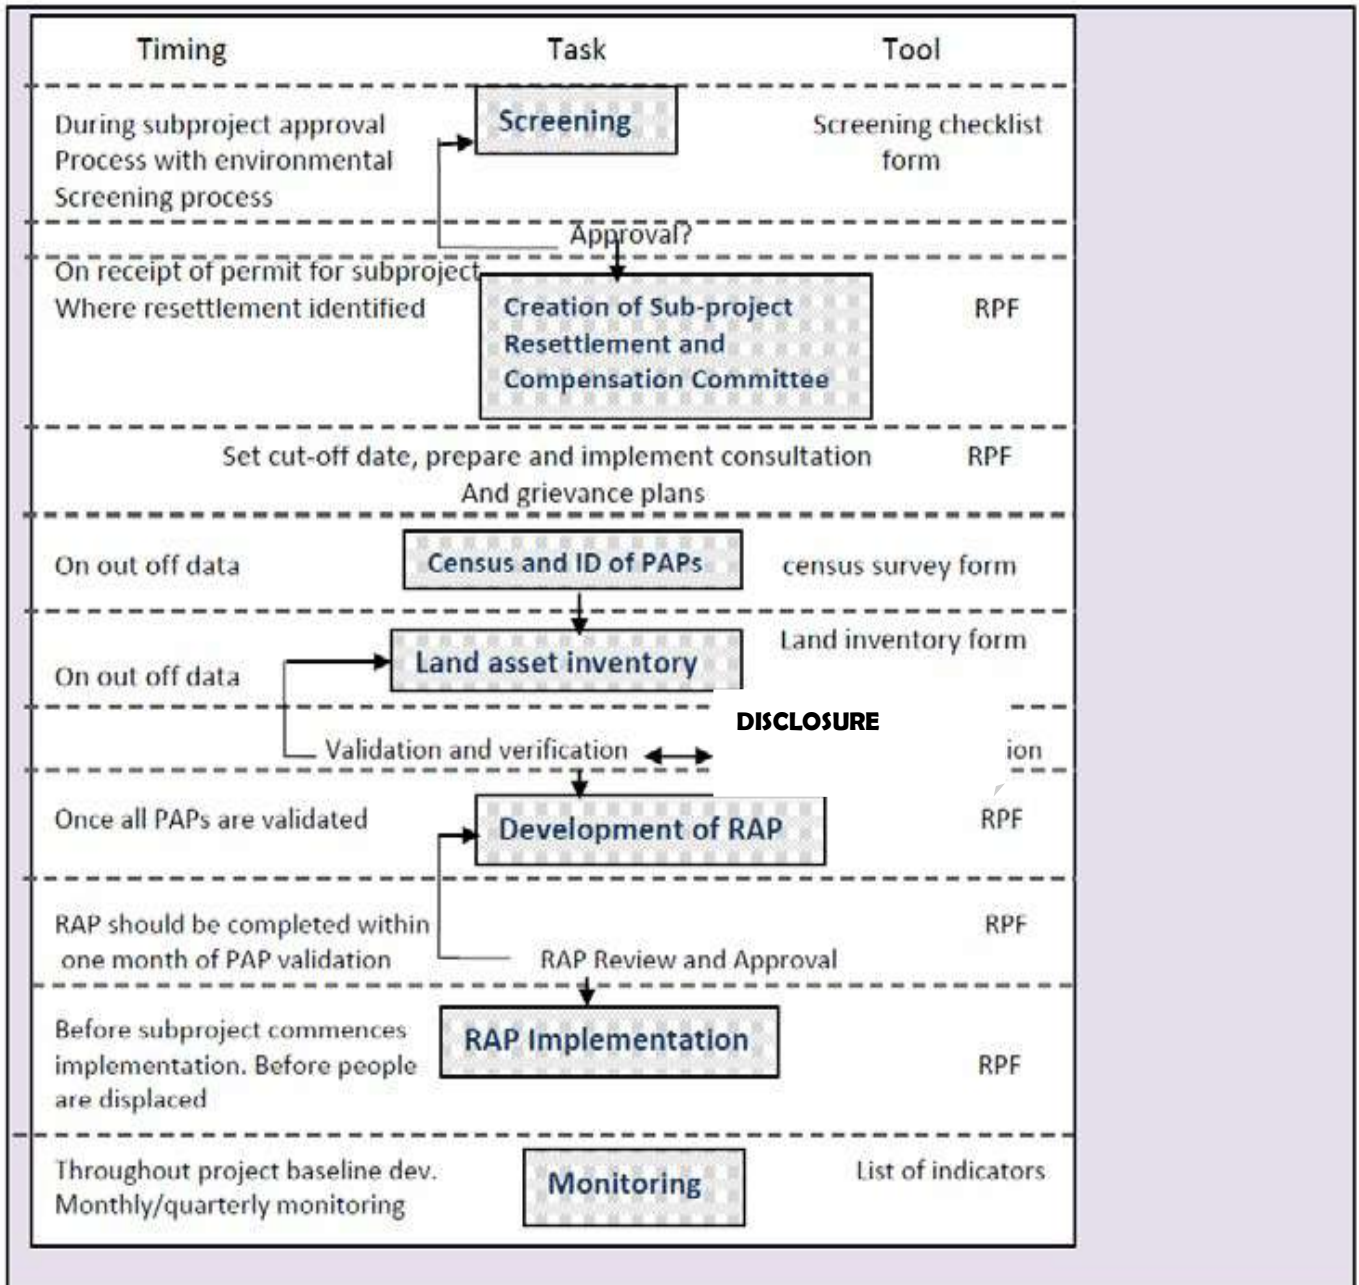 Timing Task Tool
Screening
During subproject approval Screening checklist
Process with environmental form
Screening process
Approval?
On receipt of permit for subproject
Where resettlement identified Creation of Sub-project RPF
Resettlement and
Compensation Committee
Set cut-off date, prepare and implement consultation RPF
And grievance plans
On out off data Census and ID of PAPs census survey form
Land inventory form
Land asset inventory
On out off data
DISCLOSURE
Validation and verification ion
Once all PAPs are validated Development of RAP RPF
RAP should be completed within RPF
one month of PAP validation RAP Review and Approval
Before subproject commences RAP Implementation
implementation. Before people RPF
are displaced
Throughout project baseline dev. List of indicators
Monitoring
Monthly/quarterly monitoring